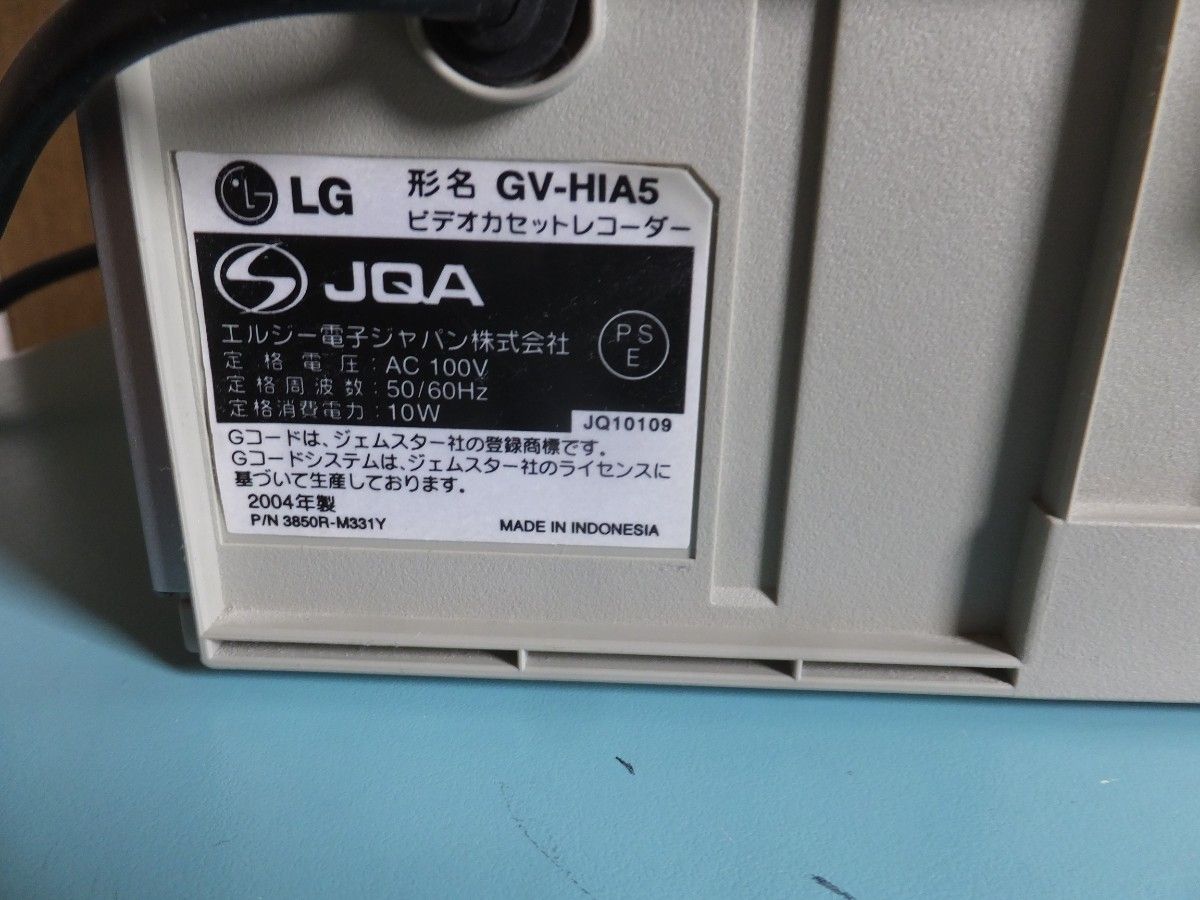 LG 形名 GV-HIA5
ビデオカセットレコーダー
JQA
エルジー電子ジャパン株式会社
定格電圧:AC 100V
定格周波数:50/60Hz
定格消費電力:10W
PS
E
JQ10109
Gコードは、ジェムスター社の登録商標です。
Gコードシステムは、ジェムスター社のライセンスに
基づいて生産しております。
2004年製
P/N 3850R-M331Y MADE IN INDONESIA